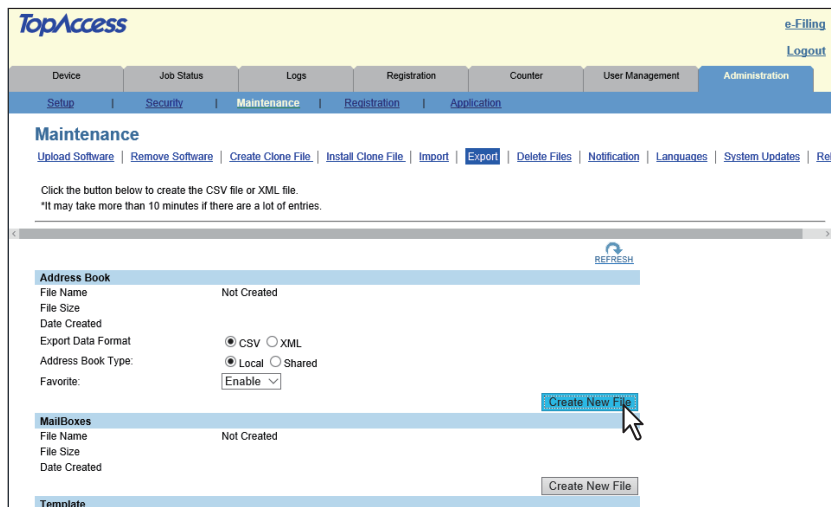 TopAccess
e-Filing
Logout
Device Job Status Logs Registration Counter User Management Administration
Setup | Security | Maintenance | Registration | Application
Maintenance
Upload Software | Remove Software | Create Clone File | Install Clone File | Import | Export | Delete Files | Notification | Languages | System Updates |
Click the button below to create the CSV file or XML file.
*It may take more than 10 minutes if there are a lot of entries.
REFRESH
Address Book
File Name Not Created
File Size
Date Created
Export Data Format CSV XML
Address Book Type: Local Shared
Favorite: Enable
Create New File
MailBoxes
File Name Not Created
File Size
Date Created
Create New File
Template